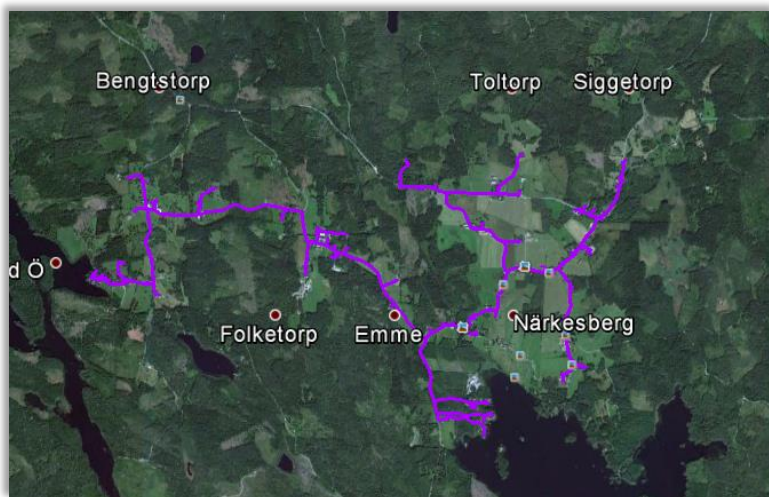 Bengtstorp
Toltorp
Siggetorp
d Ö
Folketorp
Emme
Närkesberg